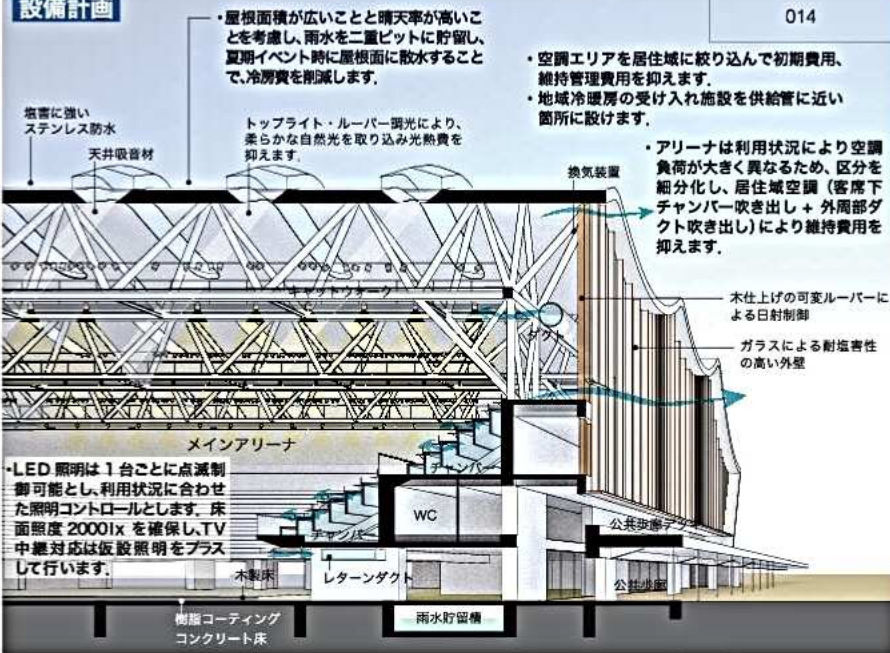 設備計画
014
・屋根面積が広いことと晴天率が高いこ
とを考慮し、雨水を二重ピットに貯留し、
夏期イベント時に屋根面に散水すること
で、冷房費を削減します。
・空調エリアを居住域に絞り込んで初期費用、
維持管理費用を抑えます。
・地域冷暖房の受け入れ施設を供給管に近い
箇所に設けます。
・アリーナは利用状況により空調
負荷が大きく異なるため、区分を
細分化し、居住域空調（客席下
チャンバー吹き出し + 外周部ダ
クト吹き出し）により維持費用を
抑えます。
塩害に強い
ステンレス防水
天井吸音材
トップライト・ルーバー調光により、
柔らかな自然光を取り込み光熱費を
抑えます。
換気装置
キャットウォーク
ダクト
木仕上げの可変ルーバーに
よる日射制御
ガラスによる耐塩害性
の高い外壁
メインアリーナ
チャンバー
・LED 照明は 1 台ごとに点滅制
御可能とし、利用状況に合わせ
た照明コントロールとします。床
面照度 2000lx を確保し、TV
中継対応は仮設照明をプラス
して行います。
WC
チャンバー
公共歩廊デッキ
木製床
レターンダクト
公共歩廊
樹脂コーティング
コンクリート床
雨水貯留槽